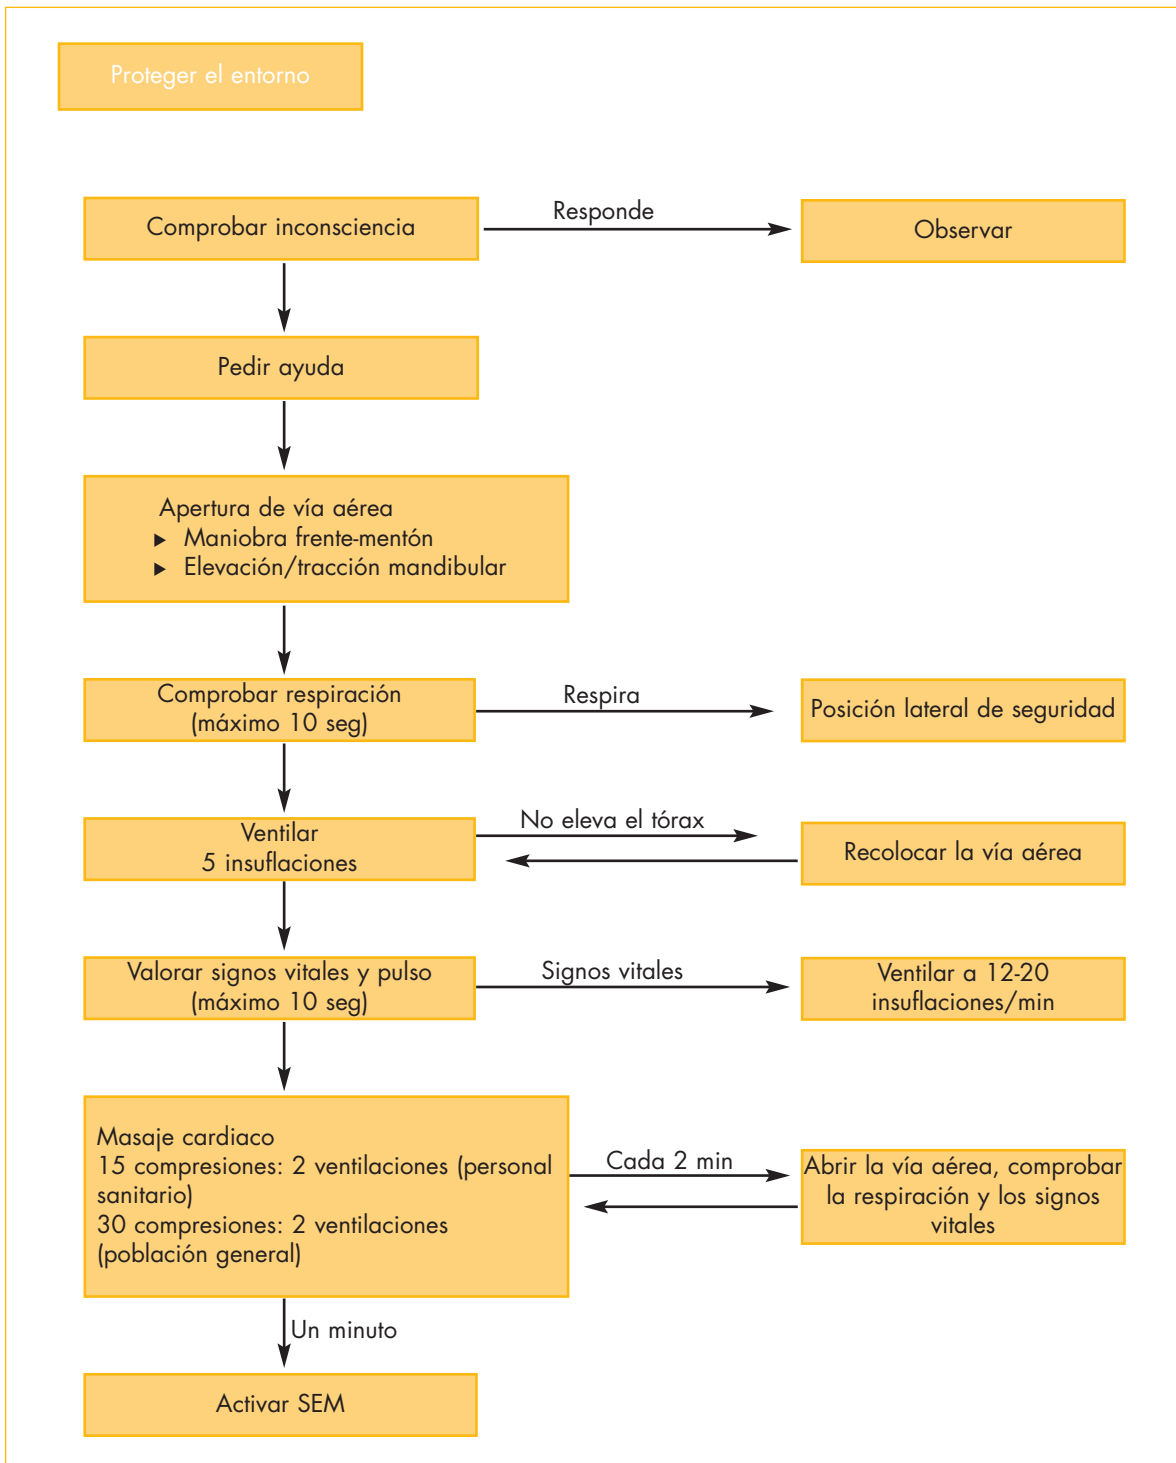 Proteger el entorno
Comprobar inconsciencia
Responde
Observar
Pedir ayuda
Apertura de vía aérea
▶ Maniobra frente-mentón
▶ Elevación/tracción mandibular
Comprobar respiración
(máximo 10 seg)
Respira
Posición lateral de seguridad
Ventilar
5 insuflaciones
No eleva el tórax
Recolocar la vía aérea
Valorar signos vitales y pulso
(máximo 10 seg)
Signos vitales
Ventilar a 12-20
insuflaciones/min
Masaje cardiaco
15 compresiones: 2 ventilaciones (personal
sanitario)
30 compresiones: 2 ventilaciones
(población general)
Cada 2 min
Abrir la vía aérea, comprobar
la respiración y los signos
vitales
Un minuto
Activar SEM